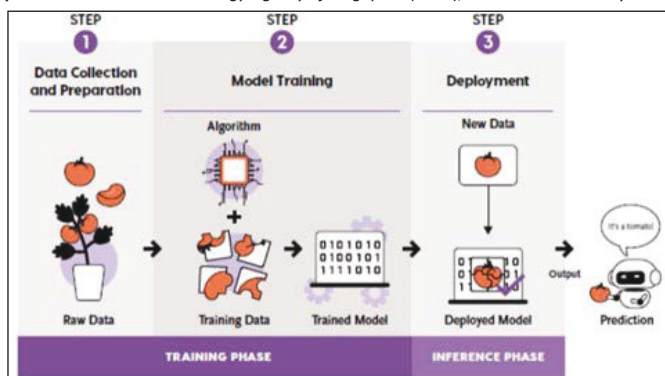 STEP
1
Data Collection
and Preparation
Raw Data
STEP
2
Model Training
Algorithm
+
Training Data
0101010
0100101
1111010
Trained Model
STEP
3
Deployment
New Data
Deployed Model
Output
It's a tomato!
Prediction
TRAINING PHASE
INFERENCE PHASE